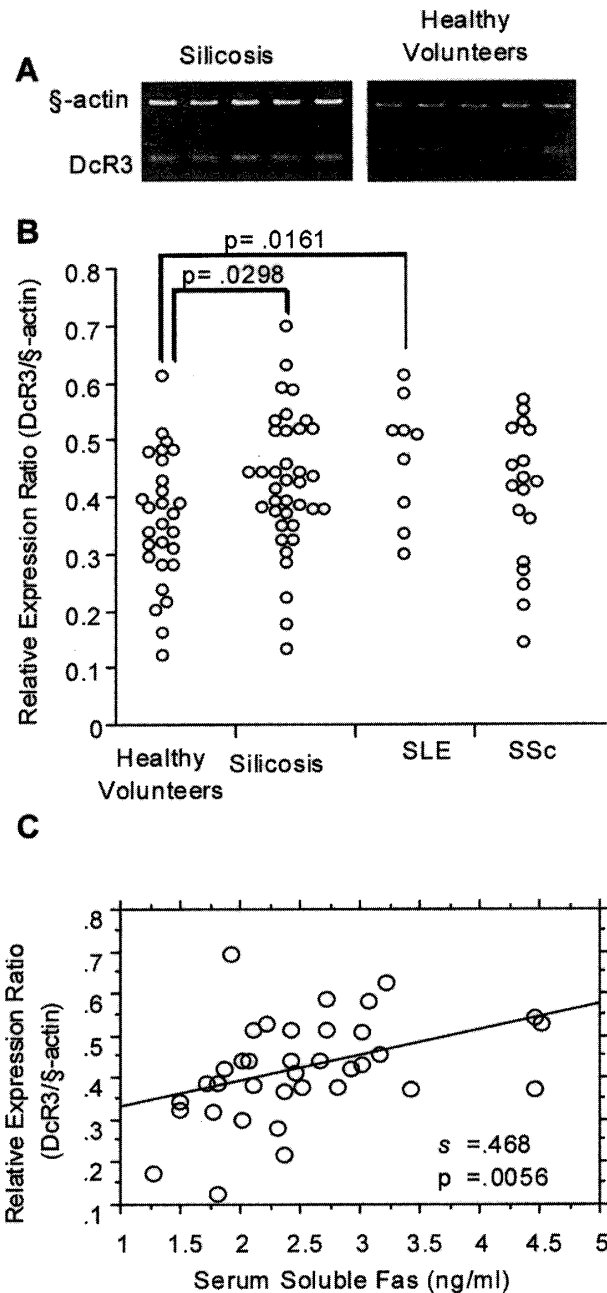 A
Silicosis
Healthy
Volunteers
§-actin
DcR3
B
p= .0161
p= .0298
Relative Expression Ratio (DcR3/§-actin)
0.8
0.7
0.6
0.5
0.4
0.3
0.2
0.1
0
Healthy
Volunteers
Silicosis
SLE
SSc
C
Relative Expression Ratio
(DcR3/§-actin)
.8
.7
.6
.5
.4
.3
.2
.1
s =.468
p =.0056
1 1.5 2 2.5 3 3.5 4 4.5 5
Serum Soluble Fas (ng/ml)